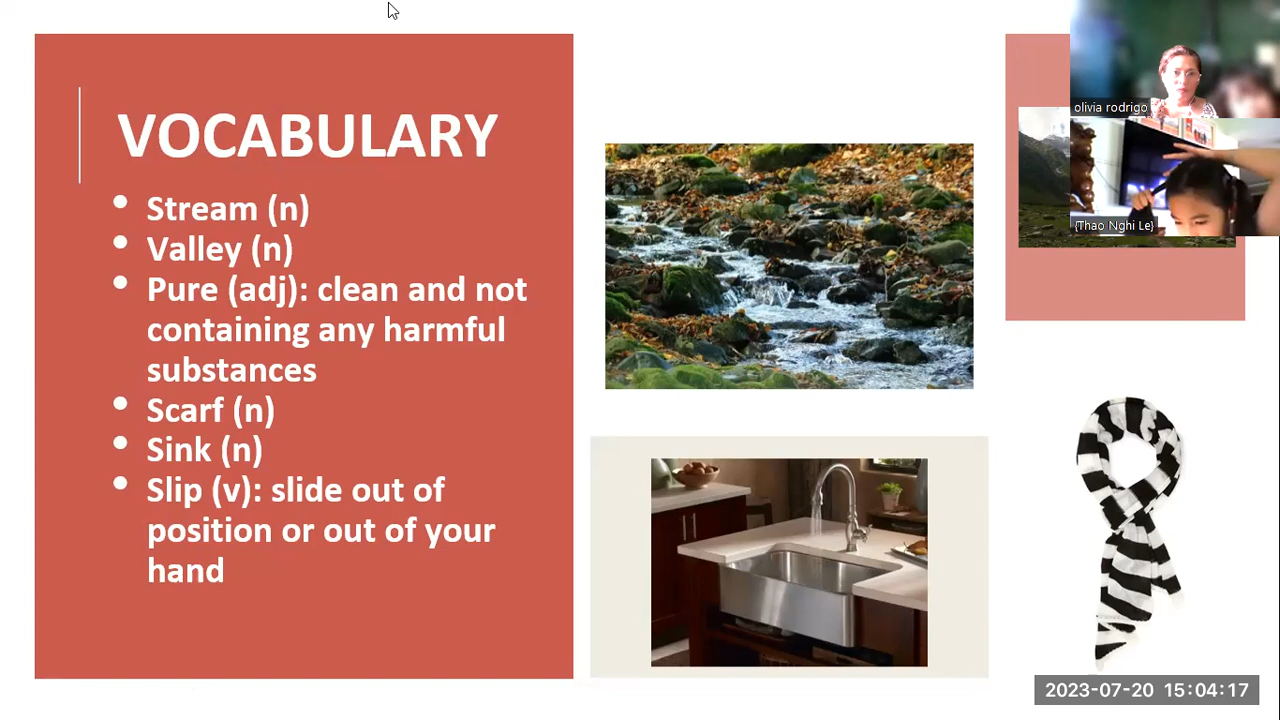 VOCABULARY
• Stream (n)
• Valley (n)
• Pure (adj): clean and not
containing any harmful
substances
• Scarf (n)
• Sink (n)
• Slip (v): slide out of
position or out of your
hand
olivia rodrigo
{Thao Nghi Le}
2023-07-20 15:04:17